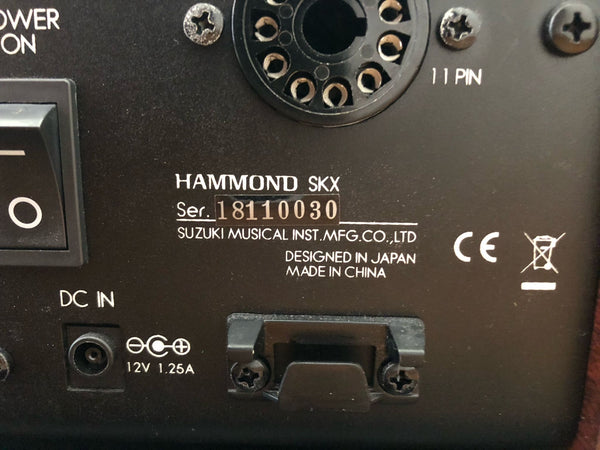 POWER
ON
11 PIN
HAMMOND SKX
Ser. 18110030
SUZUKI MUSICAL INST.MFG.CO.,LTD
DESIGNED IN JAPAN
MADE IN CHINA
CE
DC IN
12V 1.25A